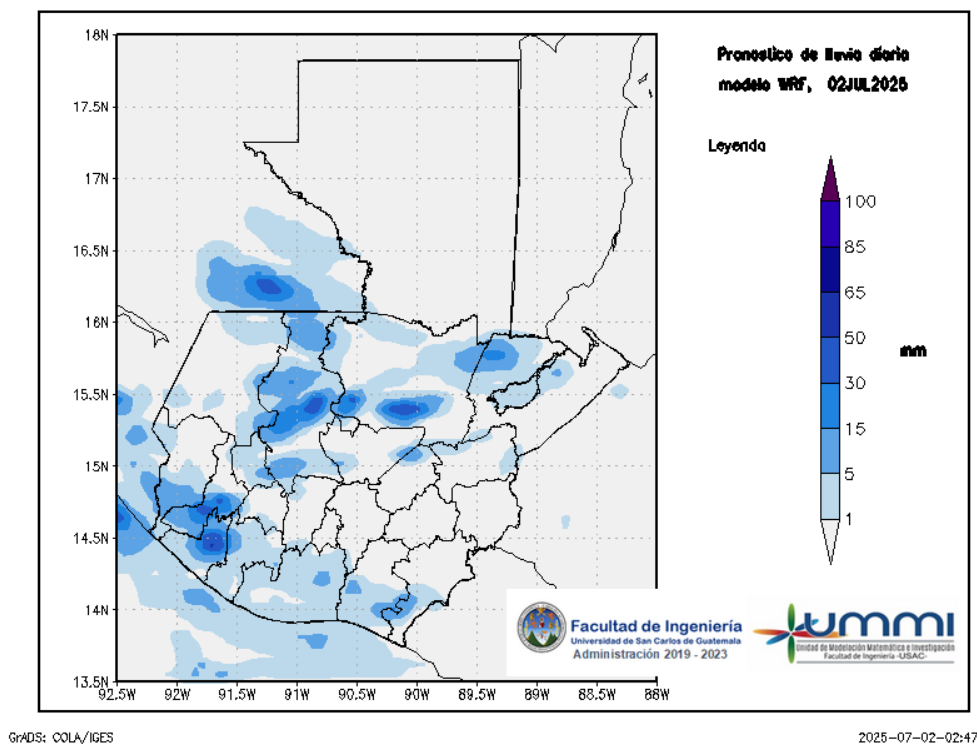 Pronostico de lluvia diaria
modelo WRF, 02JUL2025
Leyenda
100
85
65
50
30
15
5
1
mm
18N
17.5N
17N
16.5N
16N
15.5N
15N
14.5N
14N
13.5N
92.5W 92W 91.5W 91W 90.5W 90W 89.5W 89W 88.5W 88W
Facultad de Ingeniería
Universidad de San Carlos de Guatemala
Administración 2019 - 2023
UMMI
Unidad de Modelación Matemática e Investigación
Facultad de Ingeniería -USAC-
GrADS: COLA/IGES
2025-07-02-02:47